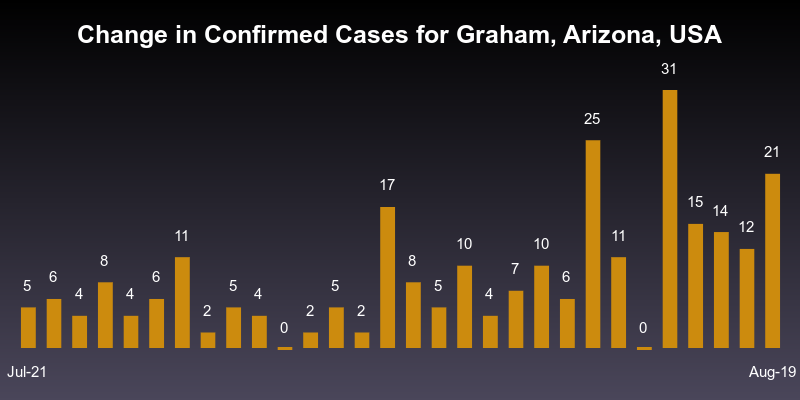 Change in Confirmed Cases for Graham, Arizona, USA
5 6 4 8 4 6 11 2 5 4 0 2 5 2 17 8 5 10 4 7 10 6 25 11 0 31 15 14 12 21
Jul-21 Aug-19